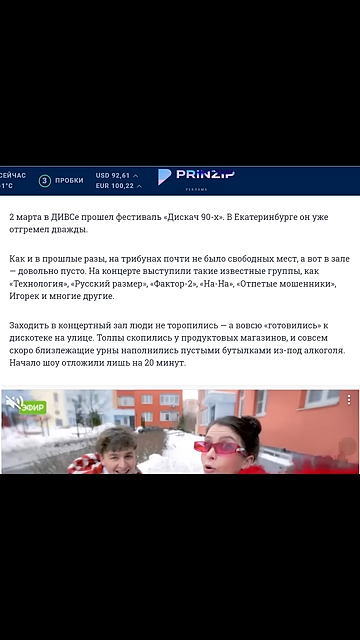 СЕЙЧАС
-1°C
3 ПРОБКИ
USD 92,61
EUR 100,22
PRINZIP
РЕКЛАМА
2 марта в ДИВСе прошел фестиваль «Дискач 90-х». В Екатеринбурге он уже
отгремел дважды.
Как и в прошлые разы, на трибунах почти не было свободных мест, а вот в зале
— довольно пусто. На концерте выступили такие известные группы, как
«Технология», «Русский размер», «Фактор-2», «На-На», «Отпетые мошенники»,
Игорек и многие другие.
Заходить в концертный зал люди не торопились — а вовсю «готовились» к
дискотеке на улице. Толпы скопились у продуктовых магазинов, и совсем
скоро близлежащие урны наполнились пустыми бутылками из-под алкоголя.
Начало шоу отложили лишь на 20 минут.
ЭФИР